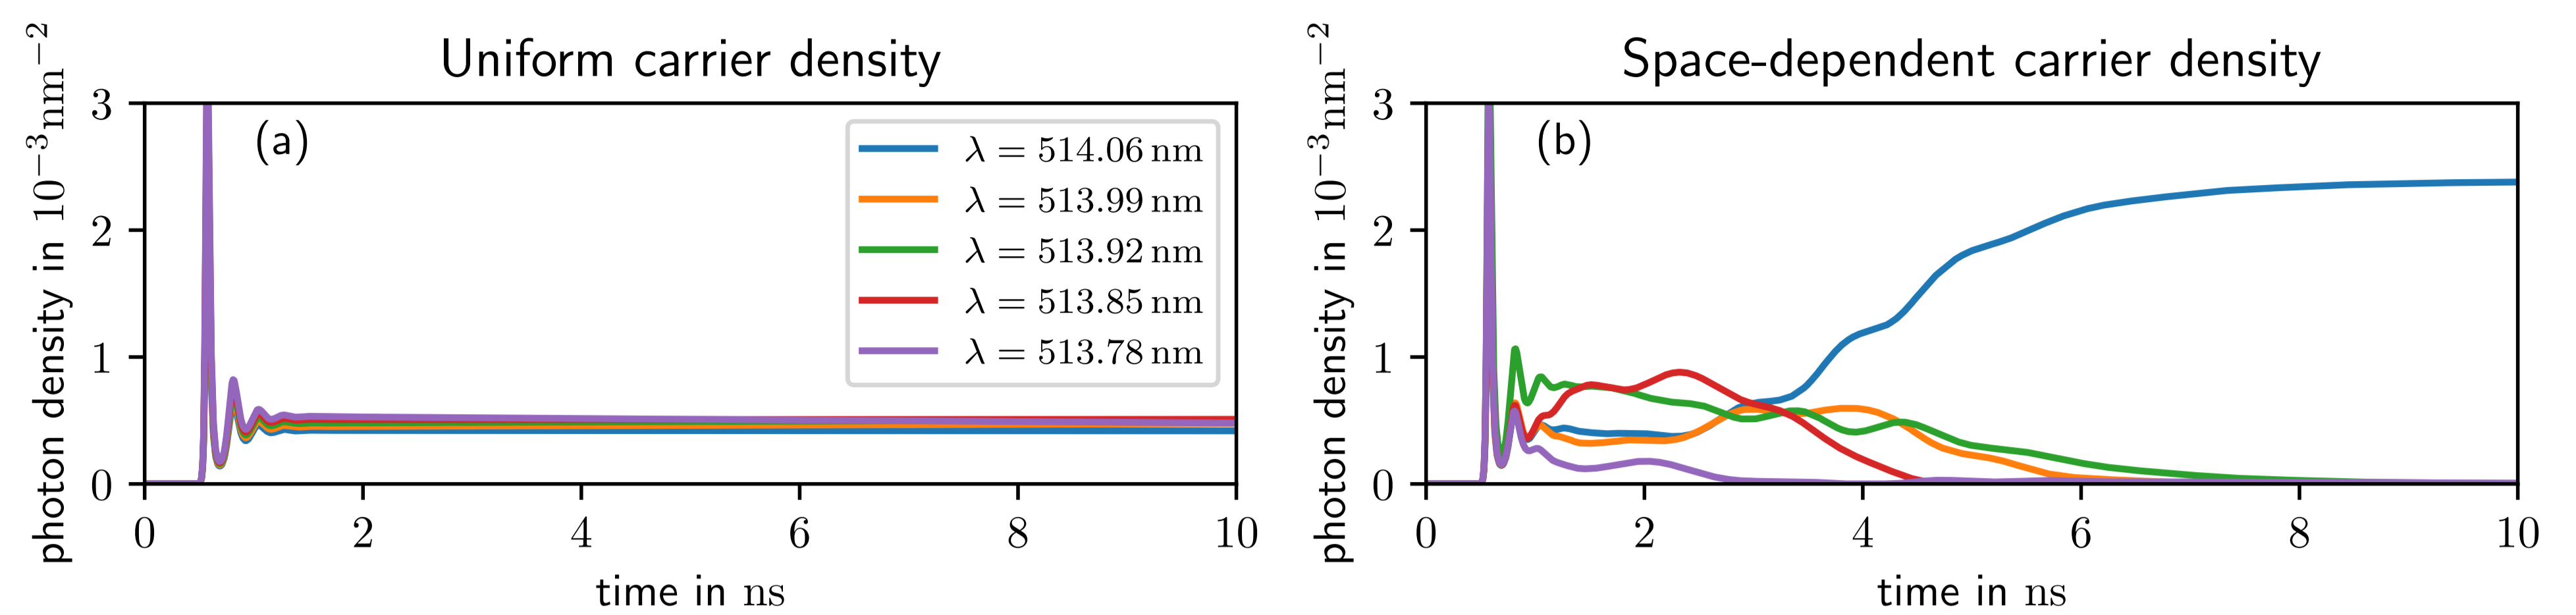 Uniform carrier density
photon density in 10⁻³nm⁻²
3
2
1
0
(a)
λ = 514.06 nm
λ = 513.99 nm
λ = 513.92 nm
λ = 513.85 nm
λ = 513.78 nm
0 2 4 6 8 10
time in ns
Space-dependent carrier density
photon density in 10⁻³nm⁻²
3
2
1
0
(b)
0 2 4 6 8 10
time in ns